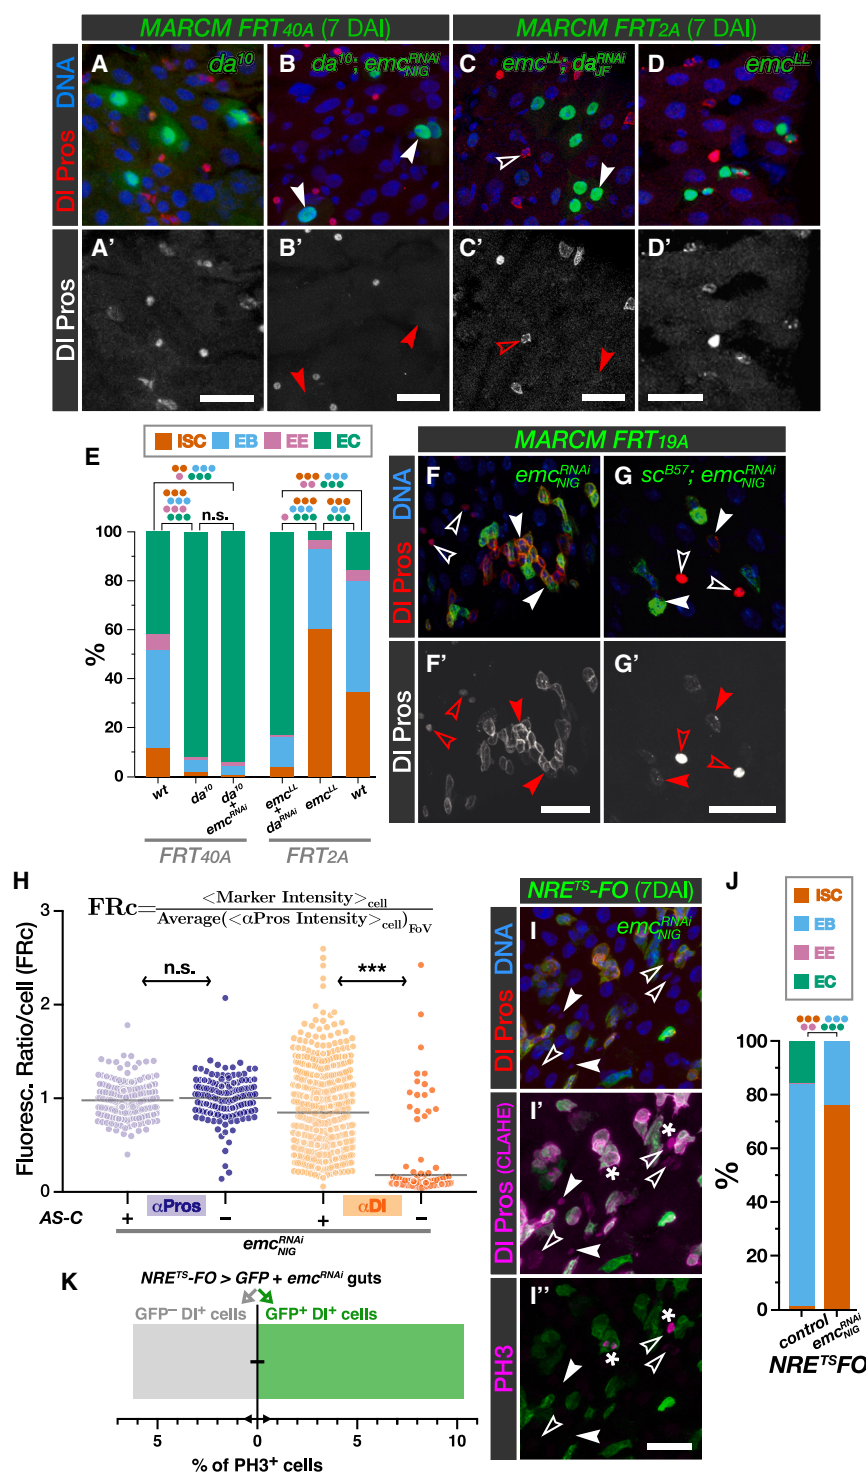 MARCM FRT40A (7 DAI)
MARCM FRT2A (7 DAI)
Dl Pros DNA
A
da10
B
da10; emcRNAi NIG
C
emcLL; daRNAi JF
D
emcLL
Dl Pros
A'
B'
C'
D'
ISC EB EE EC
E
n.s.
100
80
60
40
20
0
%
wt
da10
da10 + emcRNAi
emcLL + daRNAi
emcLL
wt
FRT40A
FRT2A
MARCM FRT19A
Dl Pros DNA
F
emcRNAi NIG
G
scB57; emcRNAi NIG
Dl Pros
F'
G'
H
FRc=
<Marker Intensity>cell
Average(<αPros Intensity>cell)FoV
Fluoresc. Ratio/cell (FRc)
3
2
1
0
n.s.
***
AS-C + αPros − + αDl −
emcRNAi NIG
NRETS-FO (7DAI)
Dl Pros DNA
I
emcRNAi NIG
Dl Pros (CLAHE)
I'
*
*
PH3
I''
*
*
J
ISC
EB
EE
EC
100
80
60
40
20
0
%
control
emcRNAi NIG
NRETSFO
K
NRETS-FO > GFP + emcRNAi guts
GFP− Dl+ cells
GFP+ Dl+ cells
5 0 5 10
% of PH3+ cells